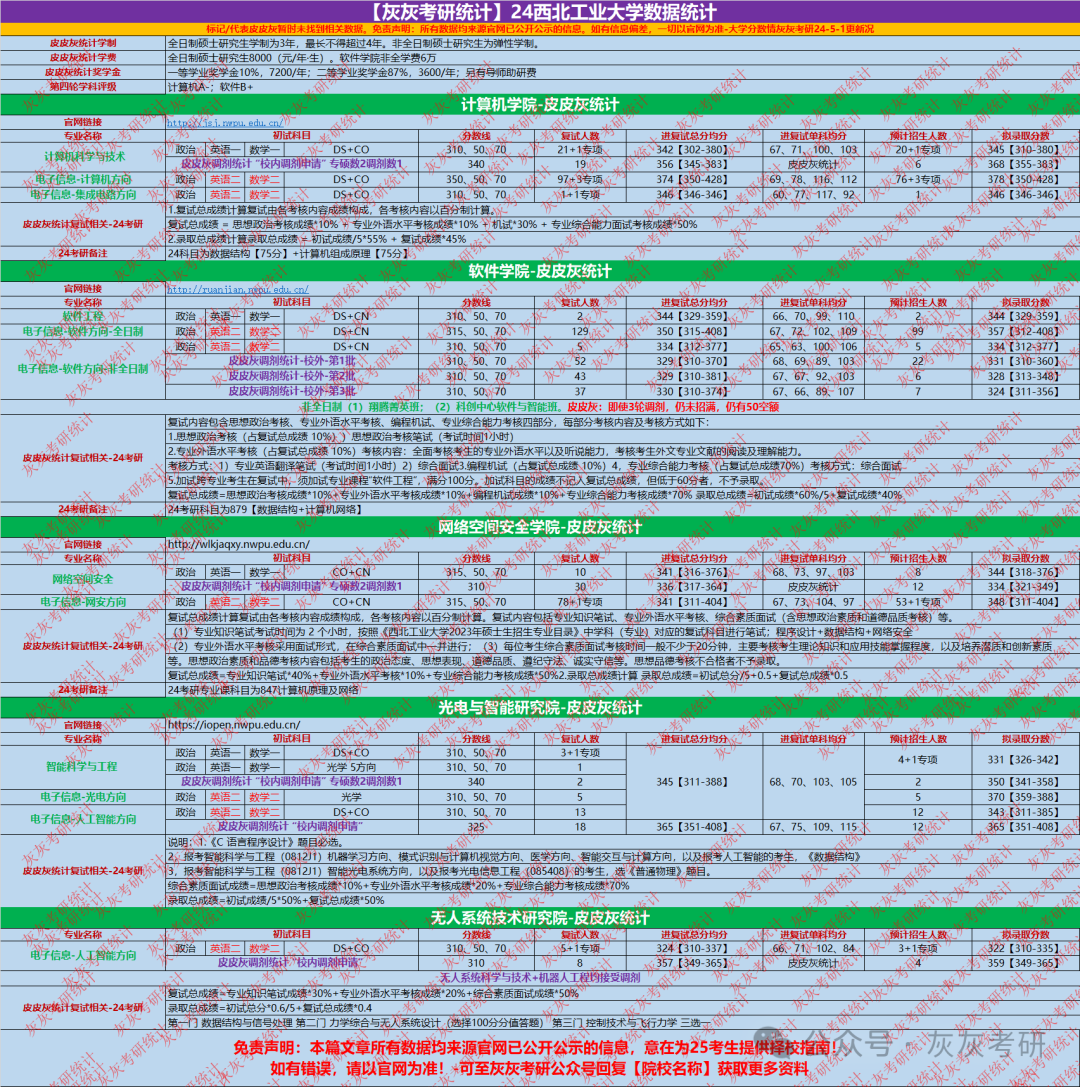 【灰灰考研统计】24西北工业大学数据统计
标记/代表皮皮灰暂时未找到相关数据。免责声明：所有数据均来源官网已公开公示的信息。如有信息偏差，一切以官网为准-大学分数情灰灰考研24-5-1更新况
皮皮灰统计学制 全日制硕士研究生学制为3年，最长不得超过4年。非全日制硕士研究生为弹性学制。
皮皮灰统计学费 全日制硕士研究生8000（元/年·生）。软件学院非全学费6万
皮皮灰统计奖学金 一等学业奖学金10%，7200/年；二等学业奖学金87%，3600/年；另有导师助研费
第四轮学科评级 计算机A-；软件B+
计算机学院-皮皮灰统计
官网链接 http://jsj.nwpu.edu.cn/
专业名称 初试科目 分数线 复试人数 进复试总分均分 进复试单科均分 预计招生人数 拟录取分数
计算机科学与技术 政治 英语一 数学一 DS+CO 310、50、70 21+1专项 342【302-380】 67、71、100、103 20+1专项 345【310-380】
皮皮灰调剂统计 “校内调剂申请” 专硕数2调剂数1 340 19 356【345-383】 皮皮灰统计 6 368【355-383】
电子信息-计算机方向 政治 英语二 数学二 DS+CO 350、50、70 97+3专项 374【350-428】 69、78、116、112 76+3专项 378【350-428】
电子信息-集成电路方向 政治 英语二 数学二 DS+CO 310、50、70 1+1专项 346【346-346】 60、77、117、92 1 346【346-346】
皮皮灰统计复试相关-24考研 1.复试总成绩计算复试由各考核内容成绩构成，各考核内容以百分制计算。
复试总成绩 = 思想政治考核成绩*10% + 专业外语水平考核成绩*10% + 机试*30% + 专业综合能力面试考核成绩*50%
2.录取总成绩计算录取总成绩 = 初试成绩/5*55% + 复试成绩*45%
24考研备注 24科目为数据结构【75分】+计算机组成原理【75分】
软件学院-皮皮灰统计
官网链接 http://ruanjian.nwpu.edu.cn/
专业名称 初试科目 分数线 复试人数 进复试总分均分 进复试单科均分 预计招生人数 拟录取分数
软件工程 政治 英语一 数学一 DS+CN 310、50、70 2 344【329-359】 66、70、99、110 2 344【329-359】
电子信息-软件方向-全日制 政治 英语二 数学二 DS+CN 315、50、70 129 350【315-408】 67、72、102、109 99 357【312-408】
电子信息-软件方向-非全日制 政治 英语二 数学二 DS+CN 310、50、70 5 334【312-377】 65、63、100、106 5 334【312-377】
皮皮灰调剂统计-校外-第1批 310、50、70 52 329【310-370】 68、69、89、103 22 331【310-360】
皮皮灰调剂统计-校外-第2批 310、50、70 43 329【310-381】 67、67、92、103 6 328【313-348】
皮皮灰调剂统计-校外-第3批 310、50、70 37 330【310-374】 67、66、89、107 7 324【311-356】
非全日制（1）翔腾菁英班；（2）科创中心软件与智能班。皮皮灰：即使3轮调剂，仍未招满，仍有50空额
皮皮灰统计复试相关-24考研 复试内容包含思想政治考核、专业外语水平考核、编程机试、专业综合能力考核四部分，每部分考核内容及考核方式如下：
1.思想政治考核（占复试总成绩 10%））思想政治考核笔试（考试时间1小时）
2.专业外语水平考核（占复试总成绩 10%）考核内容：全面考核考生的专业外语水平以及听说能力，考核考生外文专业文献的阅读及理解能力。
考核方式：1）专业英语翻译笔试（考试时间1小时）2）综合面试3.编程机试（占复试总成绩 10%）4，专业综合能力考核（占复试总成绩70%）考核方式：综合面试
5.加试跨专业考生在复试中，须加试专业课程“软件工程”，满分100分。加试科目的成绩不记入复试总成绩，但低于60分者，不予录取。
复试总成绩=思想政治考核成绩*10%+专业外语水平考核成绩*10%+编程机试成绩*10%+专业综合能力考核成绩*70% 录取总成绩=初试成绩*60%/5+复试成绩*40%
24考研备注 24考研科目为879【数据结构+计算机网络】
网络空间安全学院-皮皮灰统计
官网链接 http://wlkjaqxy.nwpu.edu.cn/
专业名称 初试科目 分数线 复试人数 进复试总分均分 进复试单科均分 预计招生人数 拟录取分数
网络空间安全 政治 英语一 数学一 CO+CN 315、50、70 10 341【316-376】 68、73、97、103 8 344【318-376】
皮皮灰调剂统计 “校内调剂申请” 专硕数2调剂数1 310 30 336【317-364】 皮皮灰统计 12 334【321-349】
电子信息-网安方向 政治 英语二 数学二 CO+CN 315、50、70 78+1专项 341【311-404】 67、73、104、97 53+1专项 348【311-404】
皮皮灰统计复试相关-24考研 复试总成绩计算复试由各考核内容成绩构成，各考核内容以百分制计算。复试内容包括专业知识笔试、专业外语水平考核、综合素质面试（含思想政治素质和道德品质考核）等。
（1）专业知识笔试考试时间为 2 个小时，按照《西北工业大学2023年硕士生招生专业目录》中学科（专业）对应的复试科目进行笔试；程序设计+数据结构+网络安全
（2）专业外语水平考核采用面试形式，在综合素质面试中一并进行；（3）每位考生综合素质面试考核时间一般不少于20分钟，主要考核考生理论知识和应用技能掌握程度，以及培养潜质和创新素质
等。思想政治素质和品德考核内容包括考生的政治态度、思想表现、道德品质、遵纪守法、诚实守信等。思想品德考核不合格者不予录取。
复试总成绩=专业知识笔试*40%+专业外语水平考核*10%+专业综合能力考核成绩*50%2.录取总成绩计算 录取总成绩=初试总分/5+0.5+复试总成绩*0.5
24考研备注 24考研专业课科目为847计算机原理及网络
光电与智能研究院-皮皮灰统计
官网链接 https://iopen.nwpu.edu.cn/
专业名称 初试科目 分数线 复试人数 进复试总分均分 进复试单科均分 预计招生人数 拟录取分数
智能科学与工程 政治 英语一 数学一 DS+CO 310、50、70 3+1专项 345【311-388】 68、70、103、105 4+1专项 331【326-342】
政治 英语一 数学一 光学 5方向 310、50、70 1
皮皮灰调剂统计 “校内调剂申请” 专硕数2调剂数1 340 2 2 350【341-358】
电子信息-光电方向 政治 英语二 数学二 光学 310、50、70 5 5 370【359-388】
电子信息-人工智能方向 政治 英语二 数学二 DS+CO 310、50、70 13 12 343【311-385】
皮皮灰调剂统计 “校内调剂申请” 325 18 365【351-408】 67、75、109、115 12 365【351-408】
皮皮灰统计复试相关-24考研 说明：1.《C 语言程序设计》题目必选。
2，报考智能科学与工程（0812J1）机器学习方向、模式识别与计算机视觉方向、医学方向、智能交互与计算方向，以及报考人工智能的考生，《数据结构》
3，报考智能科学与工程（0812J1）智能光电系统方向，以及报考光电信息工程（085408）的考生，选《普通物理》题目。
综合素质面试成绩=思想政治考核成绩*10%+专业外语水平考核成绩*20%+专业综合能力考核成绩*70%
录取总成绩=初试成绩/5*50%+复试成绩*50%
无人系统技术研究院-皮皮灰统计
专业名称 初试科目 分数线 复试人数 进复试总分均分 进复试单科均分 预计招生人数 拟录取分数
电子信息-人工智能方向 政治 英语二 数学二 DS+CO 310、50、70 5+1专项 324【310-337】 66、71、102、84 3+1专项 322【310-335】
皮皮灰调剂统计 “校内调剂申请” 310 8 357【349-365】 皮皮灰统计 4 359【349-365】
无人系统科学与技术+机器人工程均接受调剂
皮皮灰统计复试相关-24考研 复试总成绩=专业知识笔试成绩*30%+专业外语水平考核成绩*20%+综合素质面试成绩*50%
录取总成绩=初试总分*0.6/5+复试总成绩*0.4
第一门 数据结构与信号处理 第二门 力学综合与无人系统设计（选择100分分值答题） 第三门 控制技术与飞行力学 三选一
免责声明：本篇文章所有数据均来源官网已公开公示的信息，意在为25考生提供择校指南！
如有错误，请以官网为准！-可至灰灰考研公众号回复【院校名称】获取更多资料
公众号 · 灰灰考研